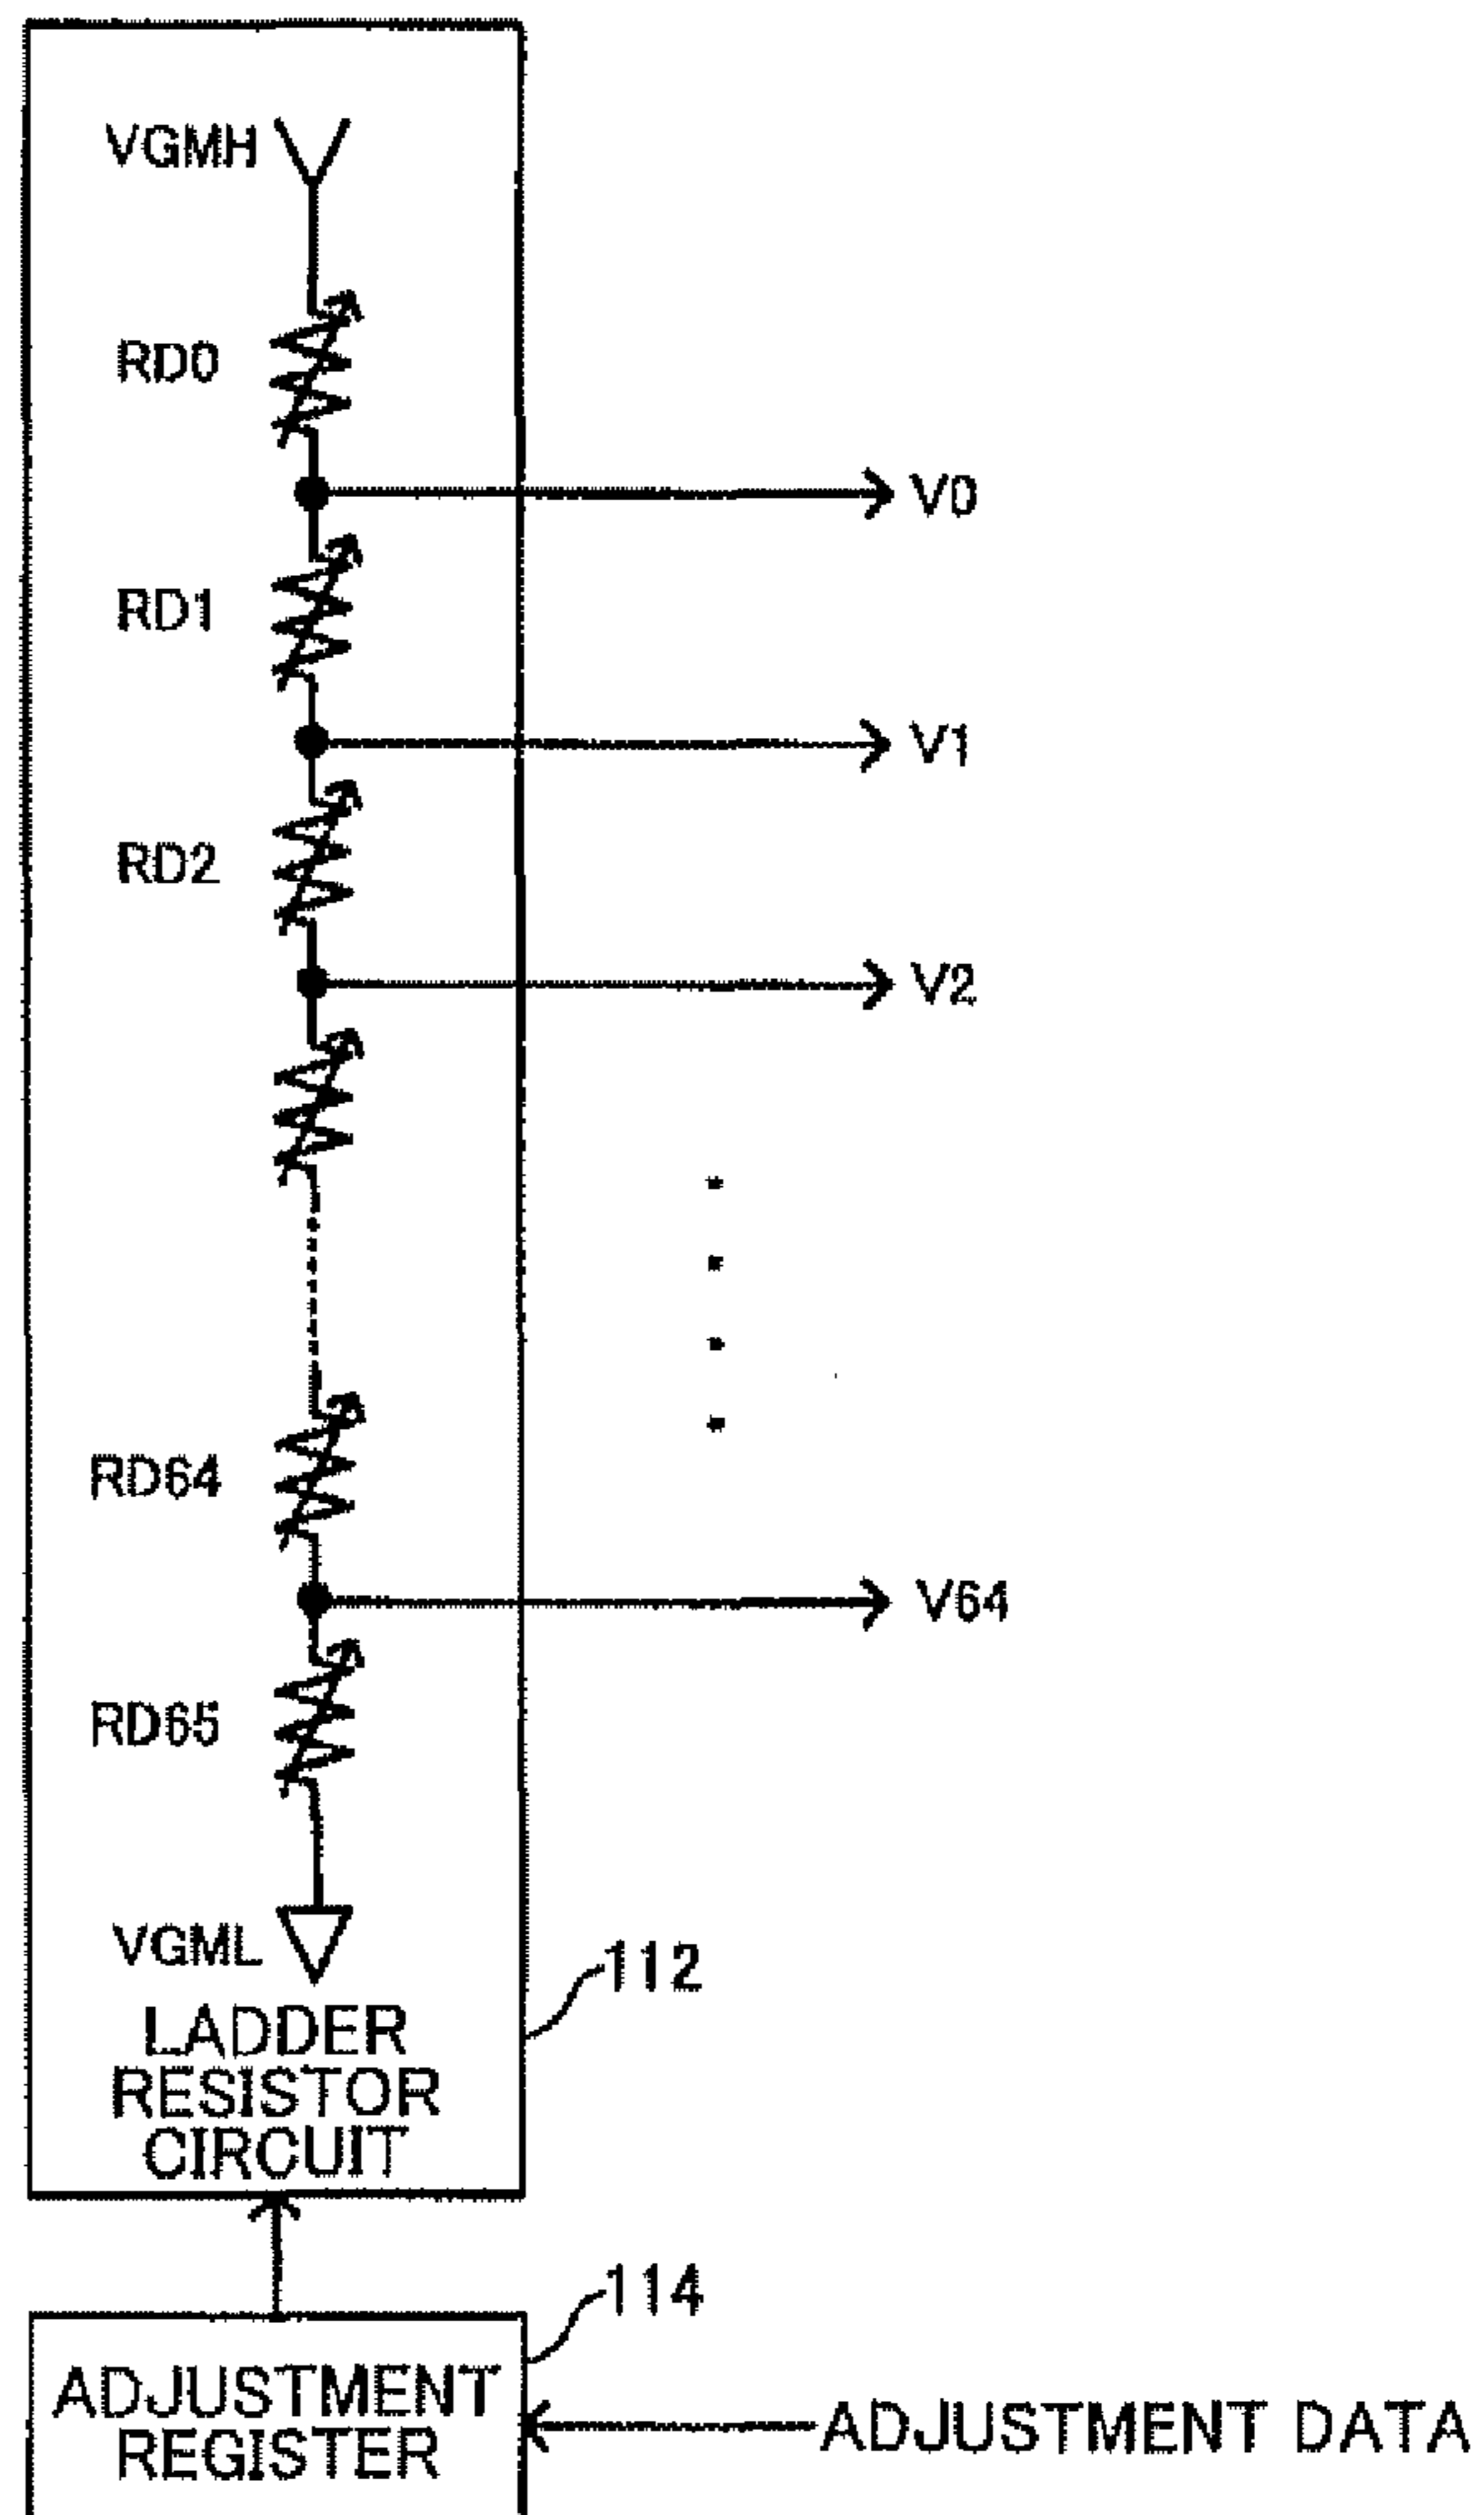 VGMH
RD0
V0
RD1
V1
RD2
V2
RD64
V64
RD65
VGML
112
LADDER
RESISTOR
CIRCUIT
114
ADJUSTMENT
REGISTER
ADJUSTMENT DATA